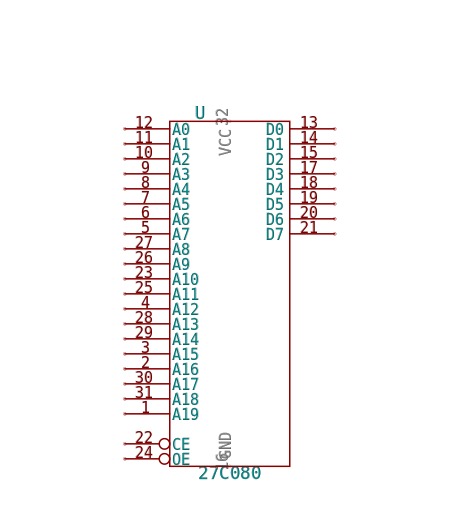 U
32
VCC
12 A0 D0 13
11 A1 D1 14
10 A2 D2 15
9 A3 D3 17
8 A4 D4 18
7 A5 D5 19
6 A6 D6 20
5 A7 D7 21
27 A8
26 A9
23 A10
25 A11
4 A12
28 A13
29 A14
3 A15
2 A16
30 A17
31 A18
1 A19
22 CE
24 OE
GND
16
27C080